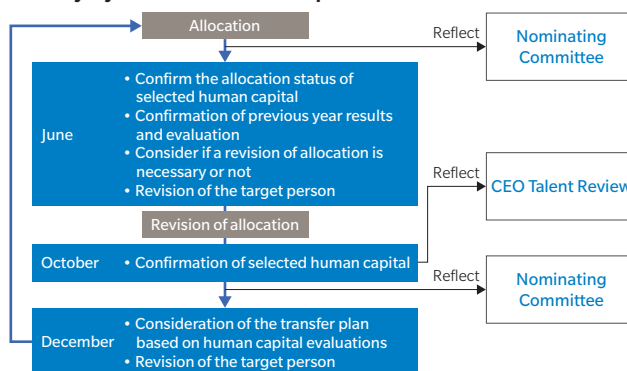 Allocation
Reflect
Nominating
Committee
June
• Confirm the allocation status of
selected human capital
• Confirmation of previous year results
and evaluation
• Consider if a revision of allocation is
necessary or not
• Revision of the target person
Reflect
CEO Talent Review
Revision of allocation
October
• Confirmation of selected human capital
Reflect
Nominating
Committee
December
• Consideration of the transfer plan
based on human capital evaluations
• Revision of the target person